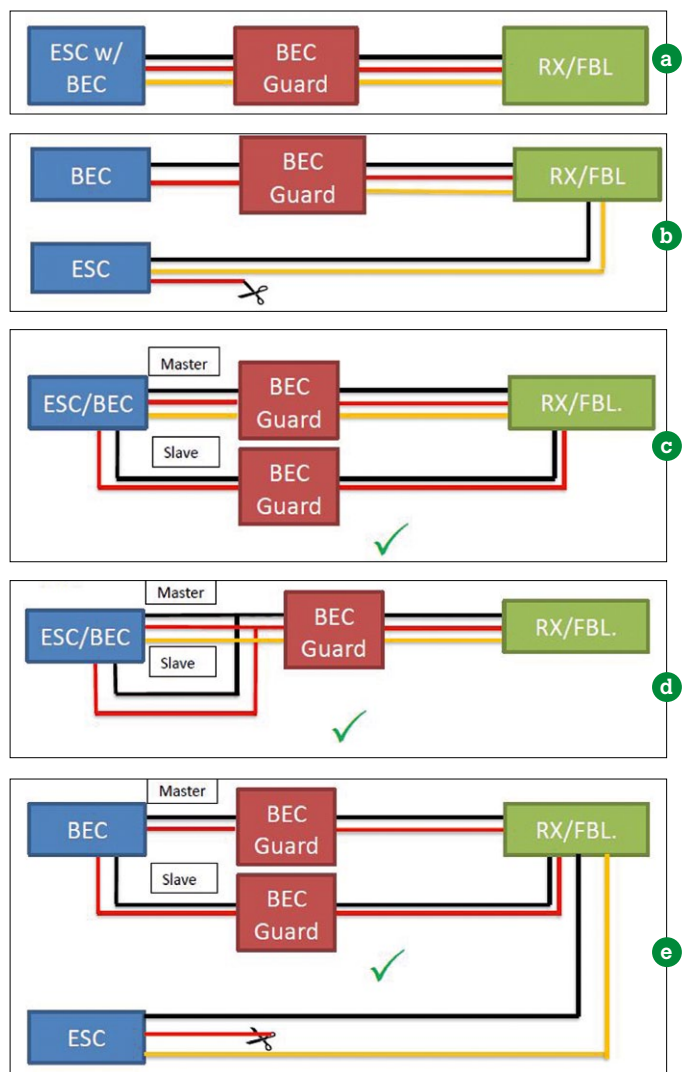 ESC w/
BEC
BEC
Guard
RX/FBL
a
BEC
BEC
Guard
RX/FBL
ESC
b
Master
ESC/BEC
BEC
Guard
RX/FBL.
Slave
BEC
Guard
c
Master
ESC/BEC
BEC
Guard
RX/FBL.
Slave
d
Master
BEC
BEC
Guard
RX/FBL.
Slave
BEC
Guard
ESC
e